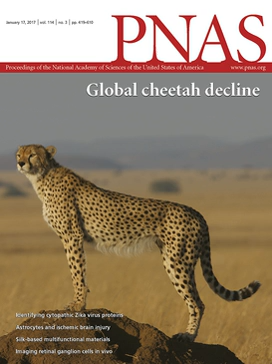 January 17, 2017 | vol. 114 | no. 3 | pp. 419–610
PNAS
Proceedings of the National Academy of Sciences of the United States of America
www.pnas.org
Global cheetah decline
Identifying cytopathic Zika virus proteins
Astrocytes and ischemic brain injury
Silk-based multifunctional materials
Imaging retinal ganglion cells in vivo